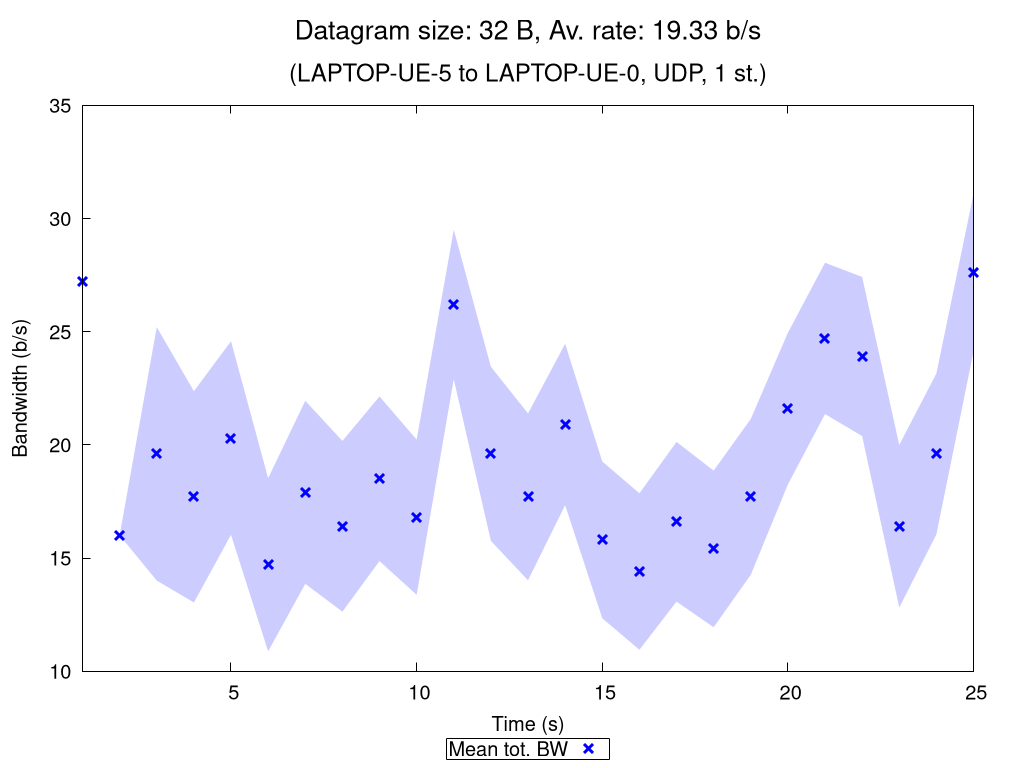 Datagram size: 32 B, Av. rate: 19.33 b/s
(LAPTOP-UE-5 to LAPTOP-UE-0, UDP, 1 st.)
35
30
25
20
15
10
Bandwidth (b/s)
5 10 15 20 25
Time (s)
Mean tot. BW